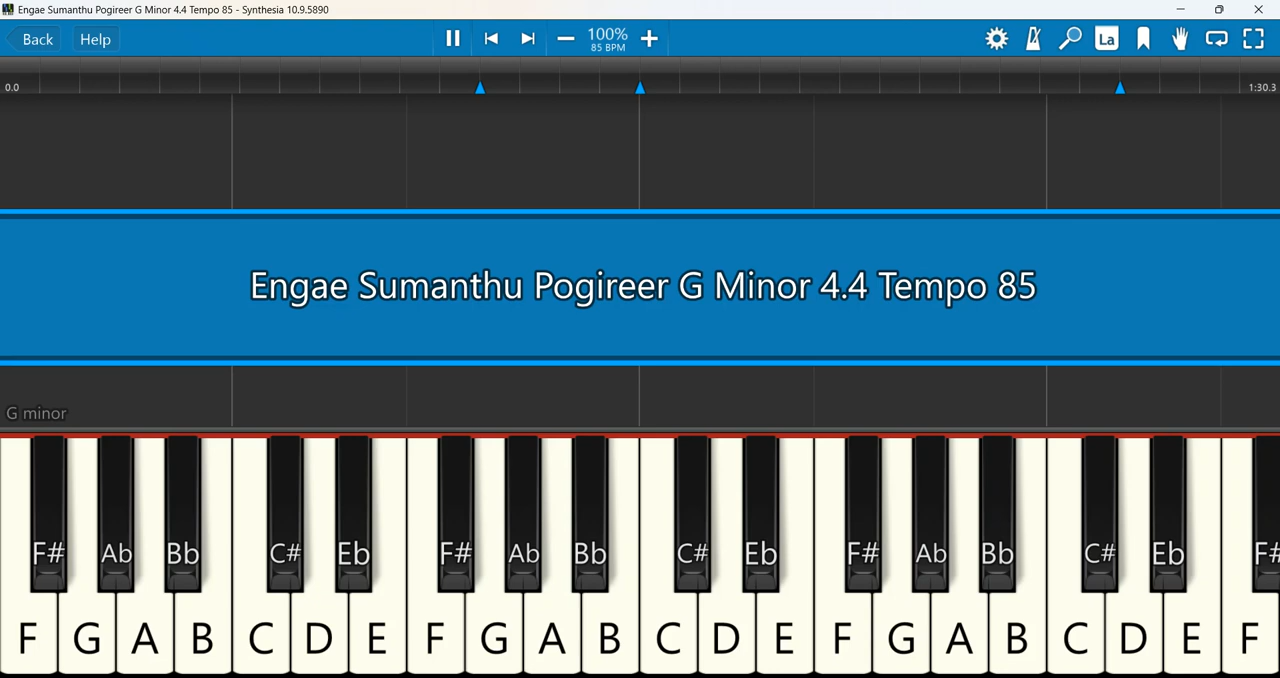 Engae Sumanthu Pogireer G Minor 4.4 Tempo 85 - Synthesia 10.9.5890
Back Help 100% La
85 BPM
0.0 1:30.3
Engae Sumanthu Pogireer G Minor 4.4 Tempo 85
G minor
F# Ab Bb C# Eb F# Ab Bb C# Eb F# Ab Bb C# Eb F#
F G A B C D E F G A B C D E F G A B C D E F